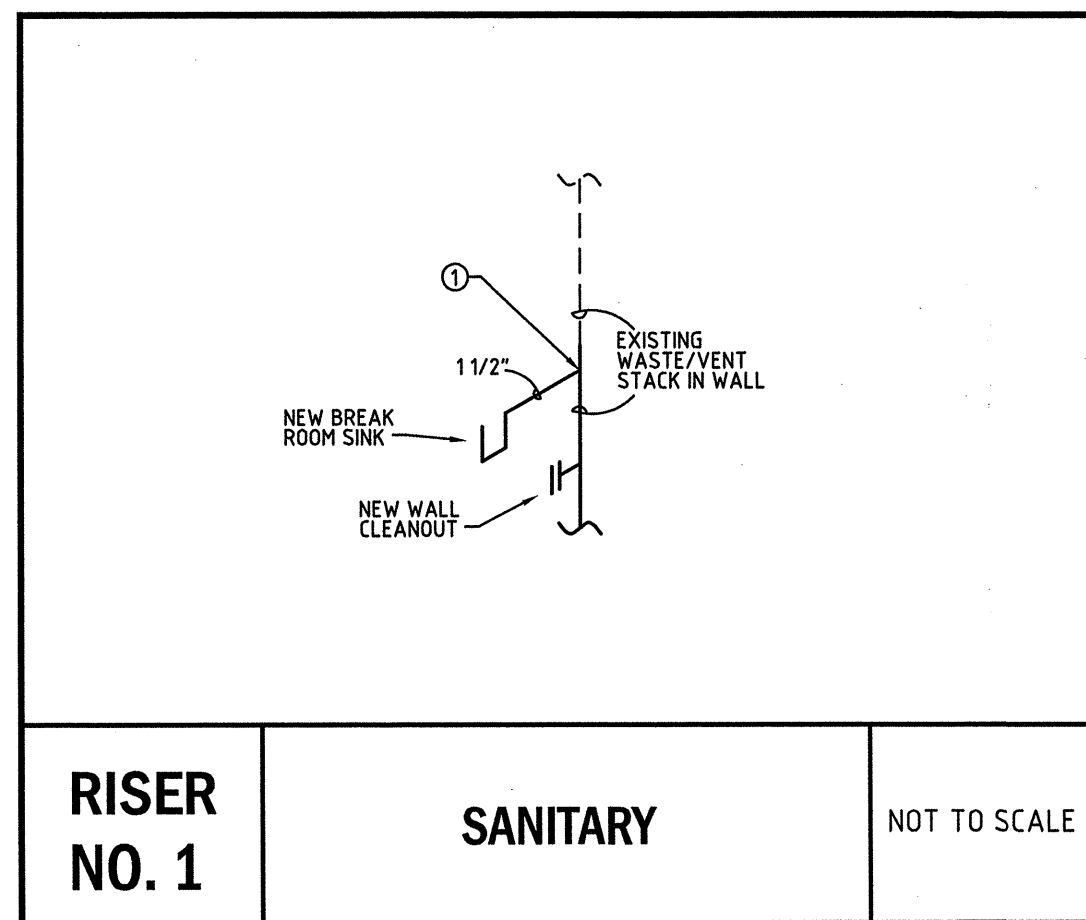 1
EXISTING
WASTE/VENT
STACK IN WALL
1 1/2"
NEW BREAK
ROOM SINK
NEW WALL
CLEANOUT
RISER
NO. 1
SANITARY
NOT TO SCALE